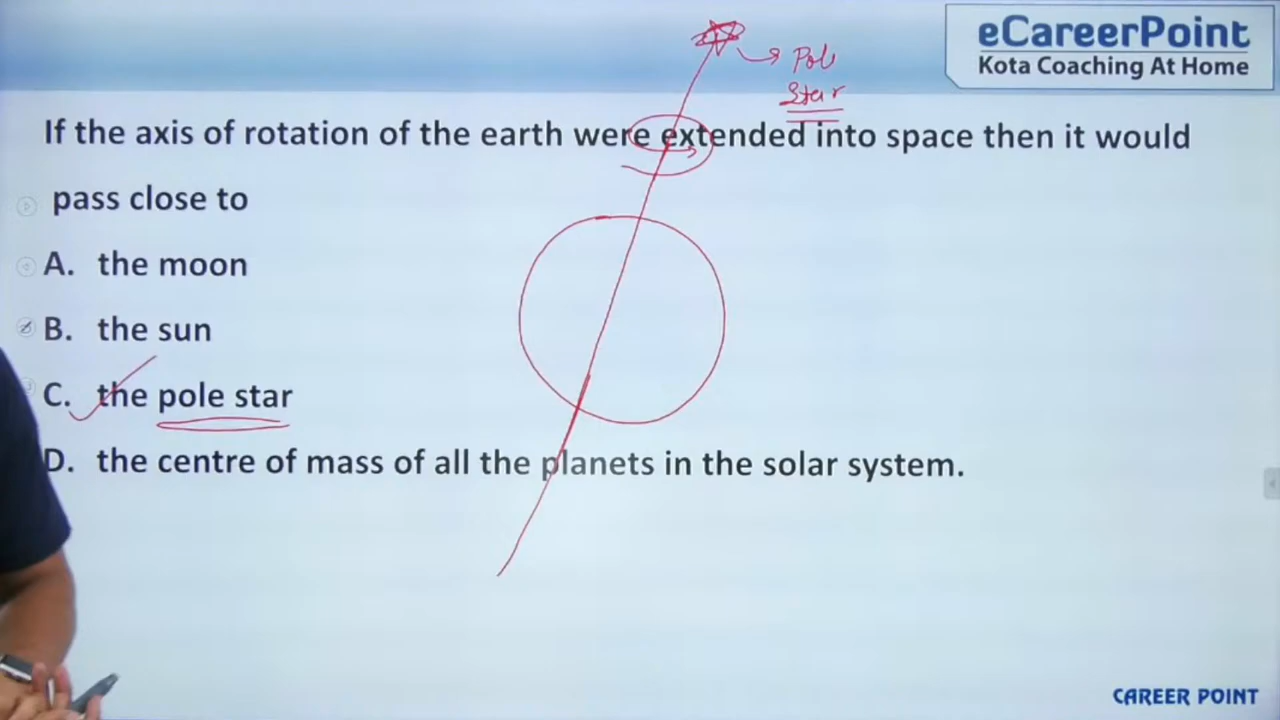 eCareerPoint
Kota Coaching At Home
Pole
Star
If the axis of rotation of the earth were extended into space then it would
pass close to
A. the moon
B. the sun
C. the pole star
D. the centre of mass of all the planets in the solar system.
CAREER POINT